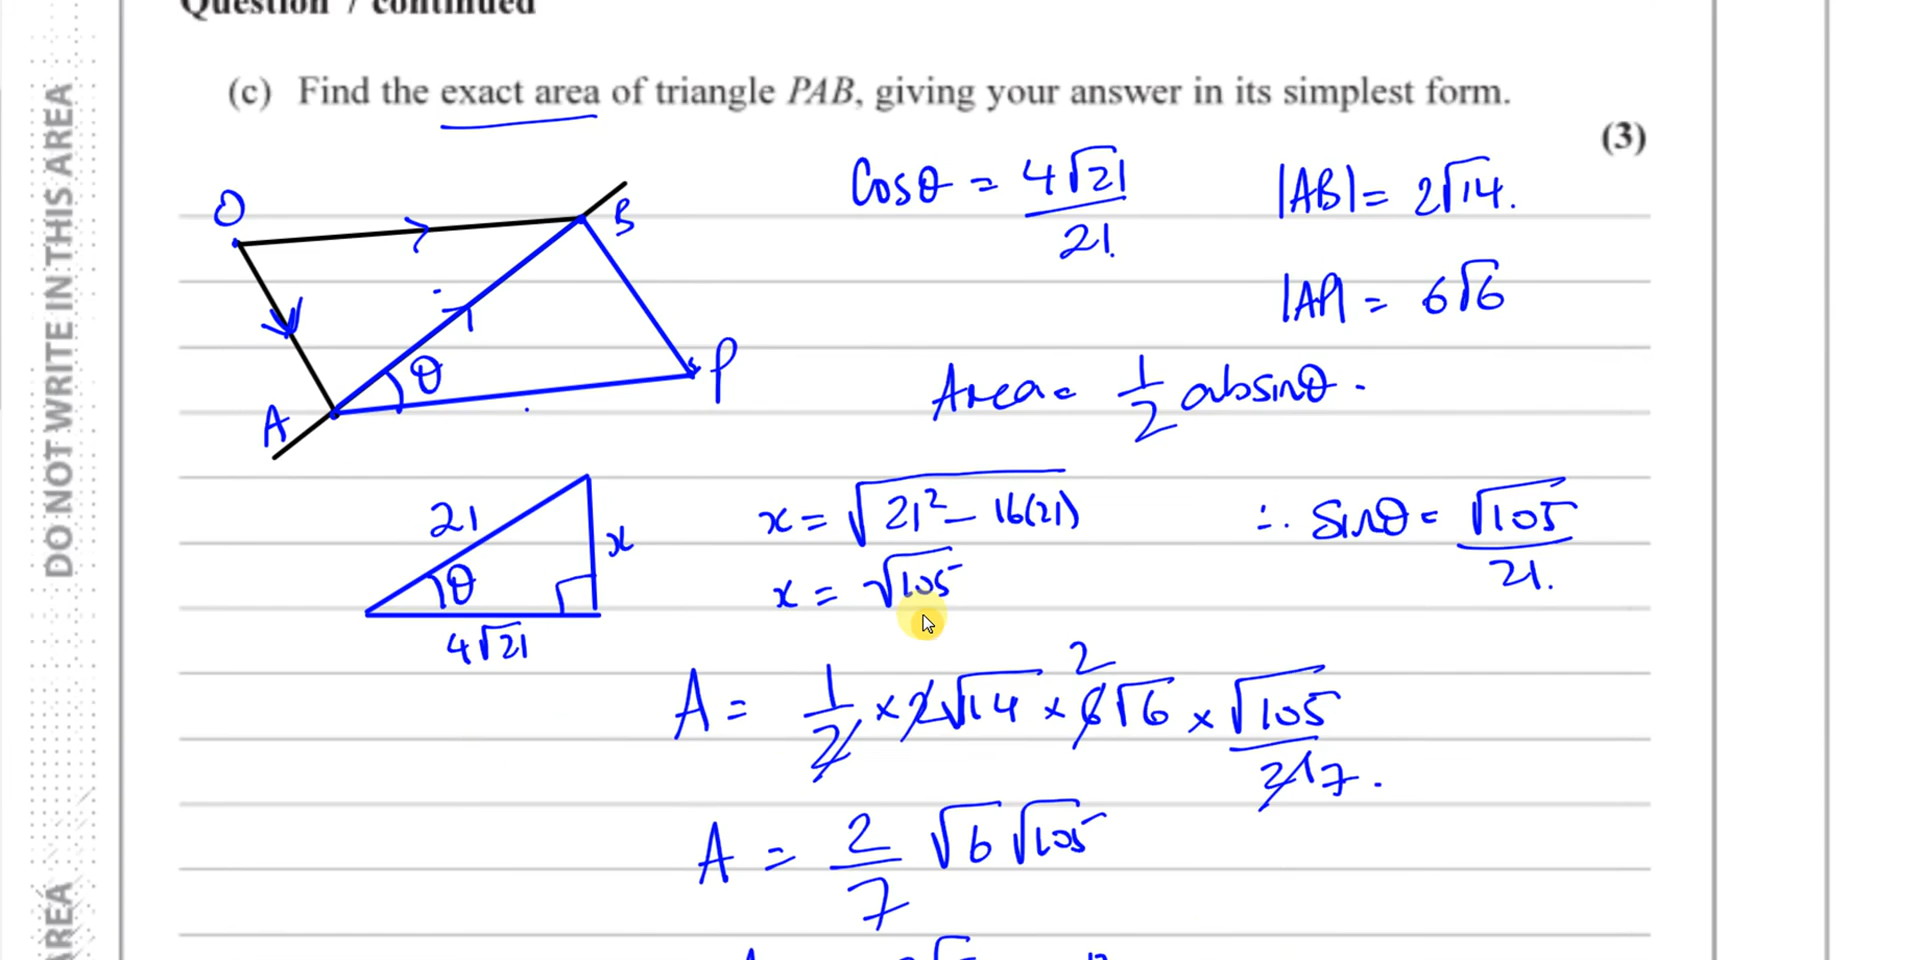 Question 7 continued
(c) Find the exact area of triangle PAB, giving your answer in its simplest form.
(3)
Cosθ = 4√21/21.
|AB| = 2√14.
|AP| = 6√6
O
B
θ
P
A
Area = 1/2 absinθ.
21
x
θ
4√21
x = √(21² - 16(21))
x = √105
∴ Sinθ = √105/21.
A = 1/2 × 2√14 × 6√6 × √105/21
2
7.
A = 2/7 √6 √105
DO NOT WRITE IN THIS AREA
AREA